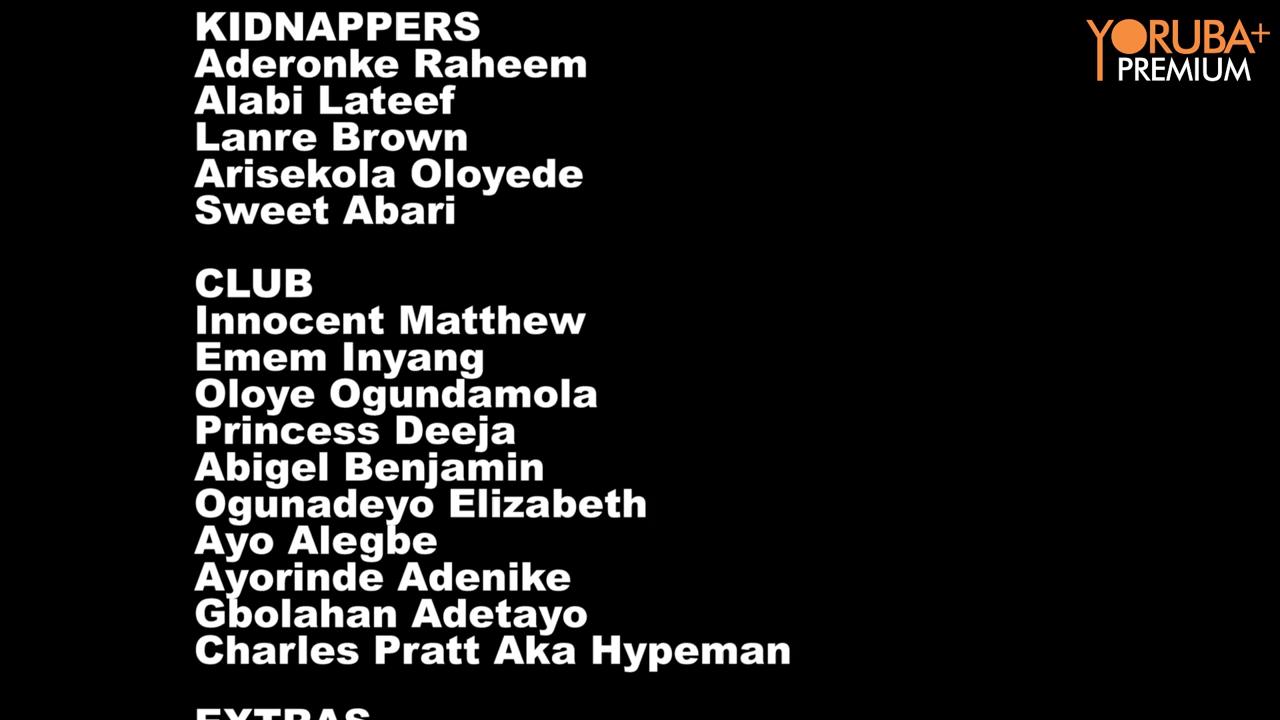 KIDNAPPERS
Aderonke Raheem
Alabi Lateef
Lanre Brown
Arisekola Oloyede
Sweet Abari
CLUB
Innocent Matthew
Emem Inyang
Oloye Ogundamola
Princess Deeja
Abigel Benjamin
Ogunadeyo Elizabeth
Ayo Alegbe
Ayorinde Adenike
Gbolahan Adetayo
Charles Pratt Aka Hypeman
EXTRAS
YORUBA+
PREMIUM